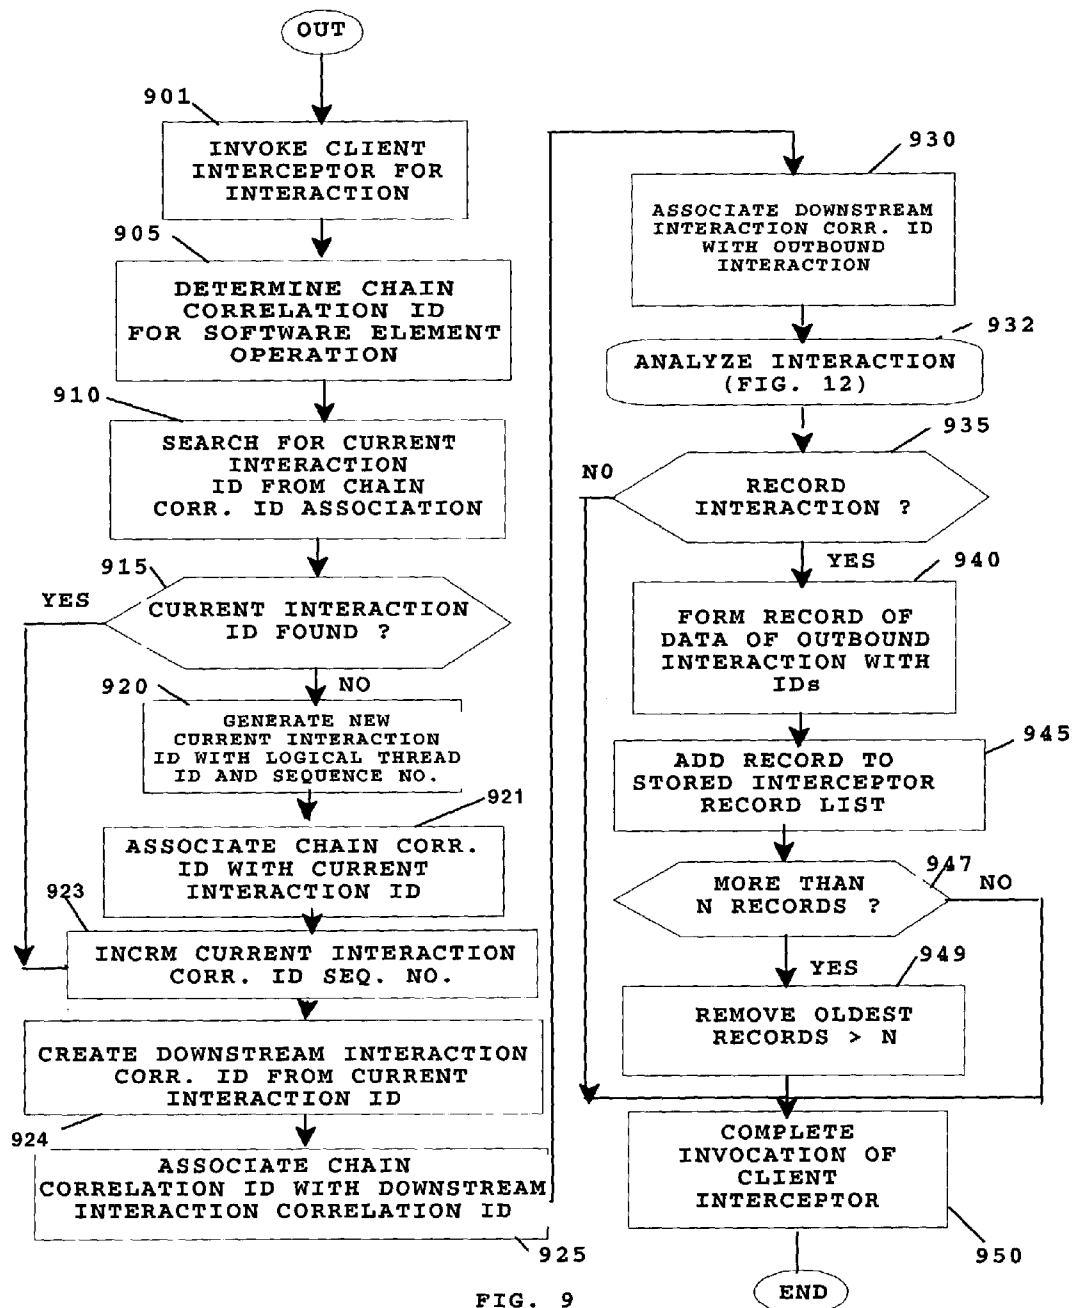 OUT
901
INVOKE CLIENT
INTERCEPTOR FOR
INTERACTION
905
DETERMINE CHAIN
CORRELATION ID
FOR SOFTWARE ELEMENT
OPERATION
910
SEARCH FOR CURRENT
INTERACTION
ID FROM CHAIN
CORR. ID ASSOCIATION
915
YES
CURRENT INTERACTION
ID FOUND ?
NO
920
GENERATE NEW
CURRENT INTERACTION
ID WITH LOGICAL THREAD
ID AND SEQUENCE NO.
921
ASSOCIATE CHAIN CORR.
ID WITH CURRENT
INTERACTION ID
923
INCRM CURRENT INTERACTION
CORR. ID SEQ. NO.
CREATE DOWNSTREAM INTERACTION
CORR. ID FROM CURRENT
INTERACTION ID
924
ASSOCIATE CHAIN
CORRELATION ID WITH DOWNSTREAM
INTERACTION CORRELATION ID
925
930
ASSOCIATE DOWNSTREAM
INTERACTION CORR. ID
WITH OUTBOUND
INTERACTION
932
ANALYZE INTERACTION
(FIG. 12)
935
NO
RECORD
INTERACTION ?
YES
940
FORM RECORD OF
DATA OF OUTBOUND
INTERACTION WITH
IDs
945
ADD RECORD TO
STORED INTERCEPTOR
RECORD LIST
947
MORE THAN
N RECORDS ?
NO
YES
949
REMOVE OLDEST
RECORDS > N
COMPLETE
INVOCATION OF
CLIENT
INTERCEPTOR
950
END
FIG. 9